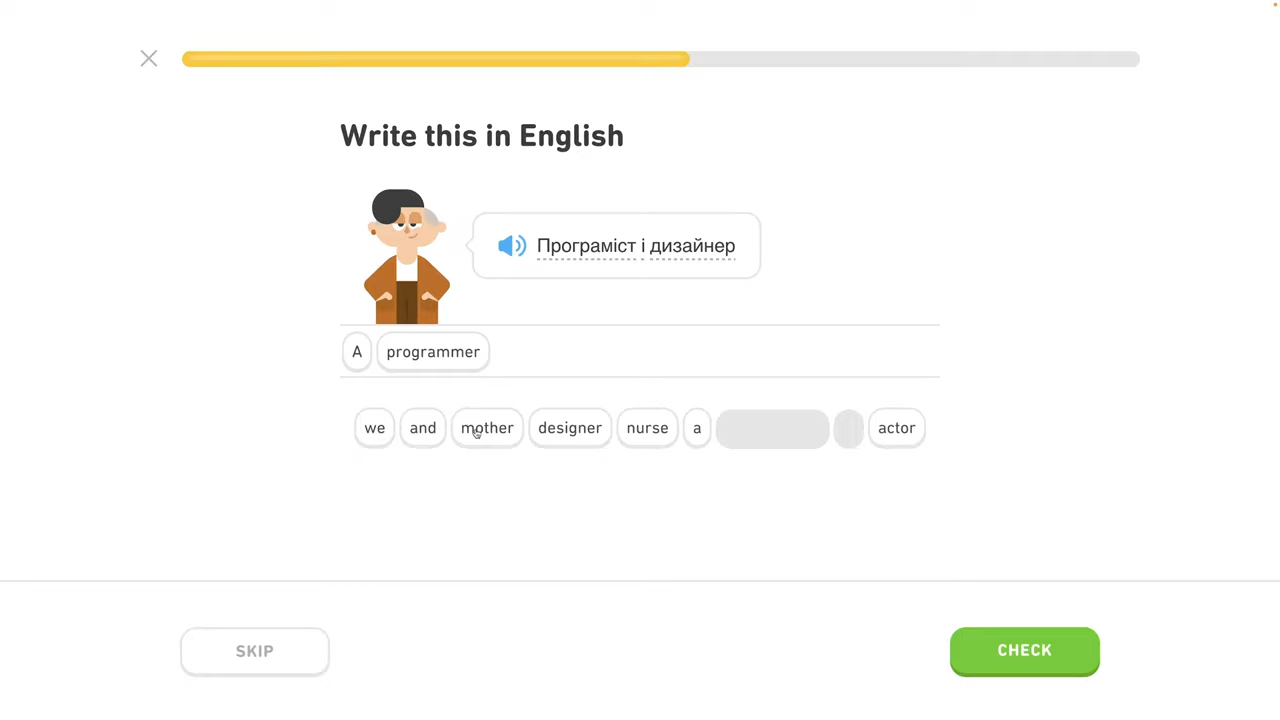 Write this in English
Програміст і дизайнер
A programmer
we and mother designer nurse a actor
SKIP CHECK